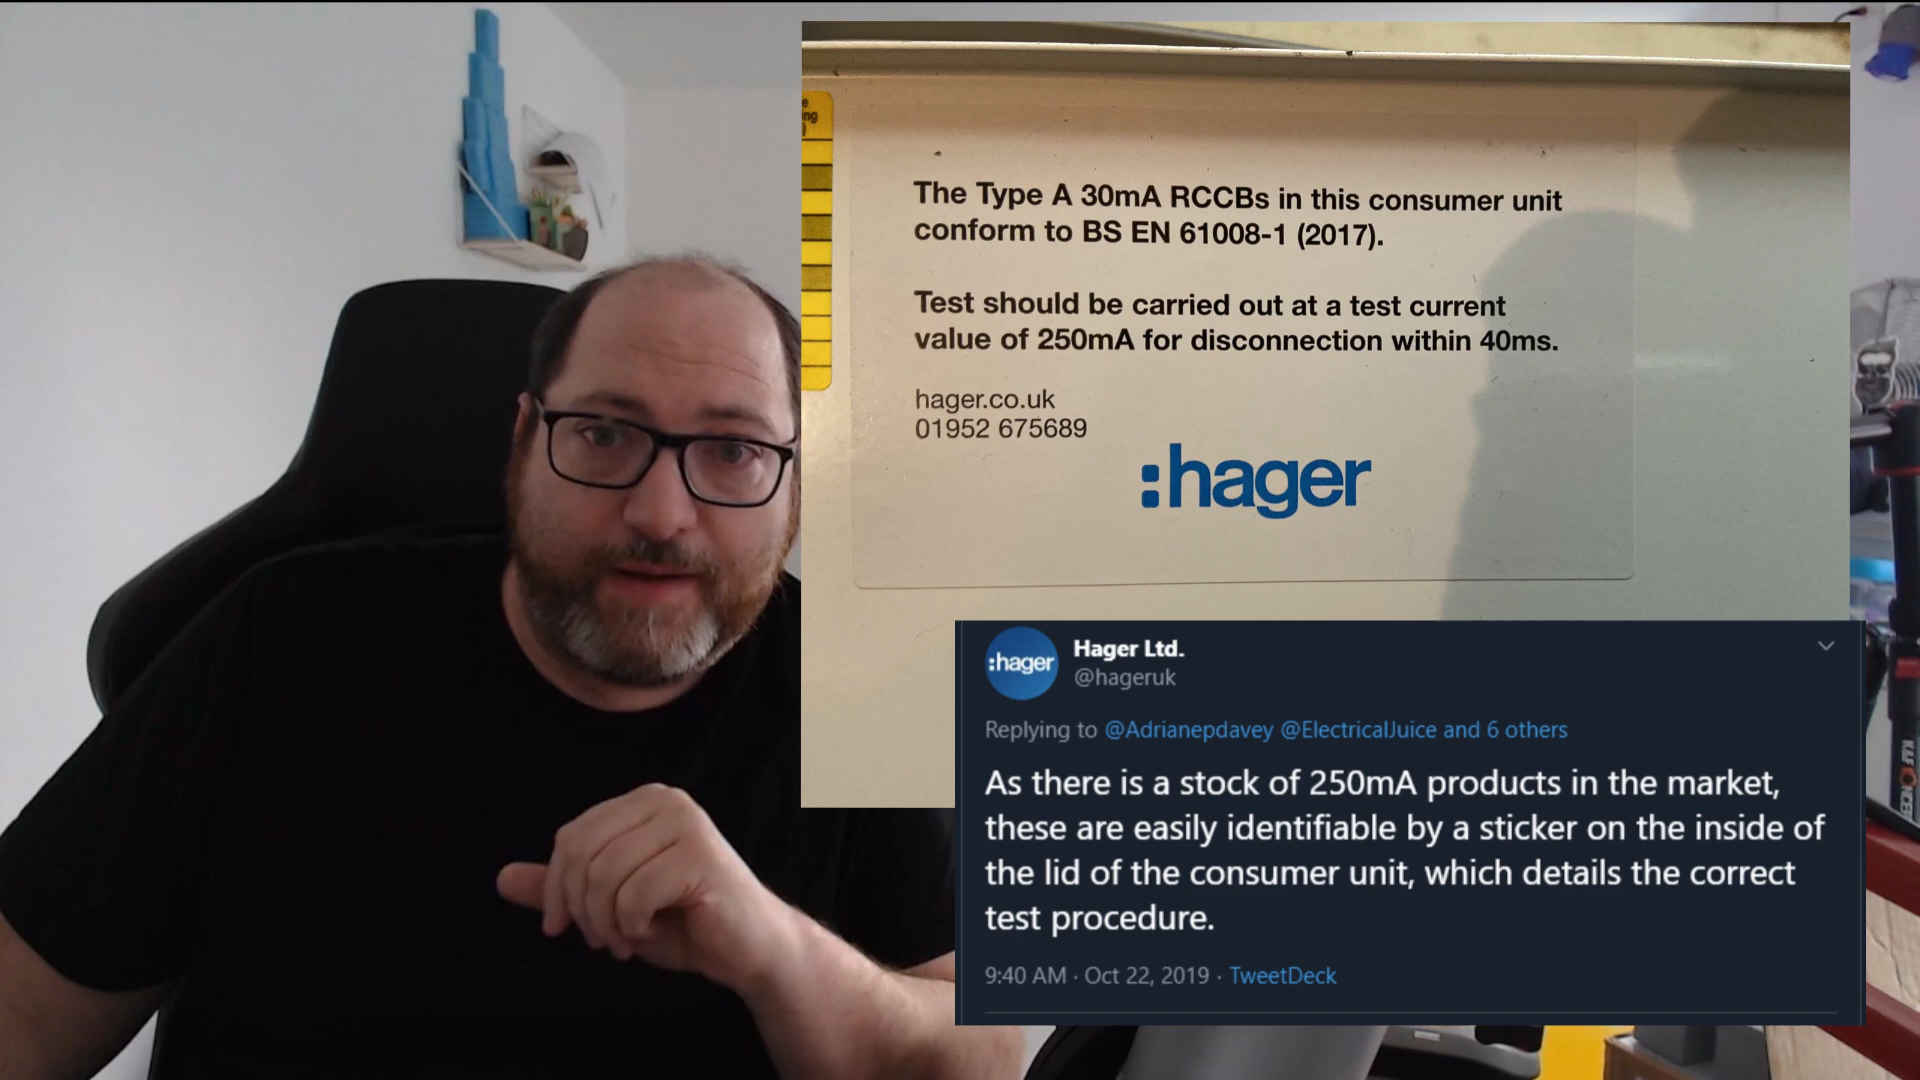 The Type A 30mA RCCBs in this consumer unit
conform to BS EN 61008-1 (2017).
Test should be carried out at a test current
value of 250mA for disconnection within 40ms.
hager.co.uk
01952 675689
:hager
:hager
Hager Ltd.
@hageruk
Replying to @Adrianepdavey @ElectricalJuice and 6 others
As there is a stock of 250mA products in the market,
these are easily identifiable by a sticker on the inside of
the lid of the consumer unit, which details the correct
test procedure.
9:40 AM · Oct 22, 2019 · TweetDeck